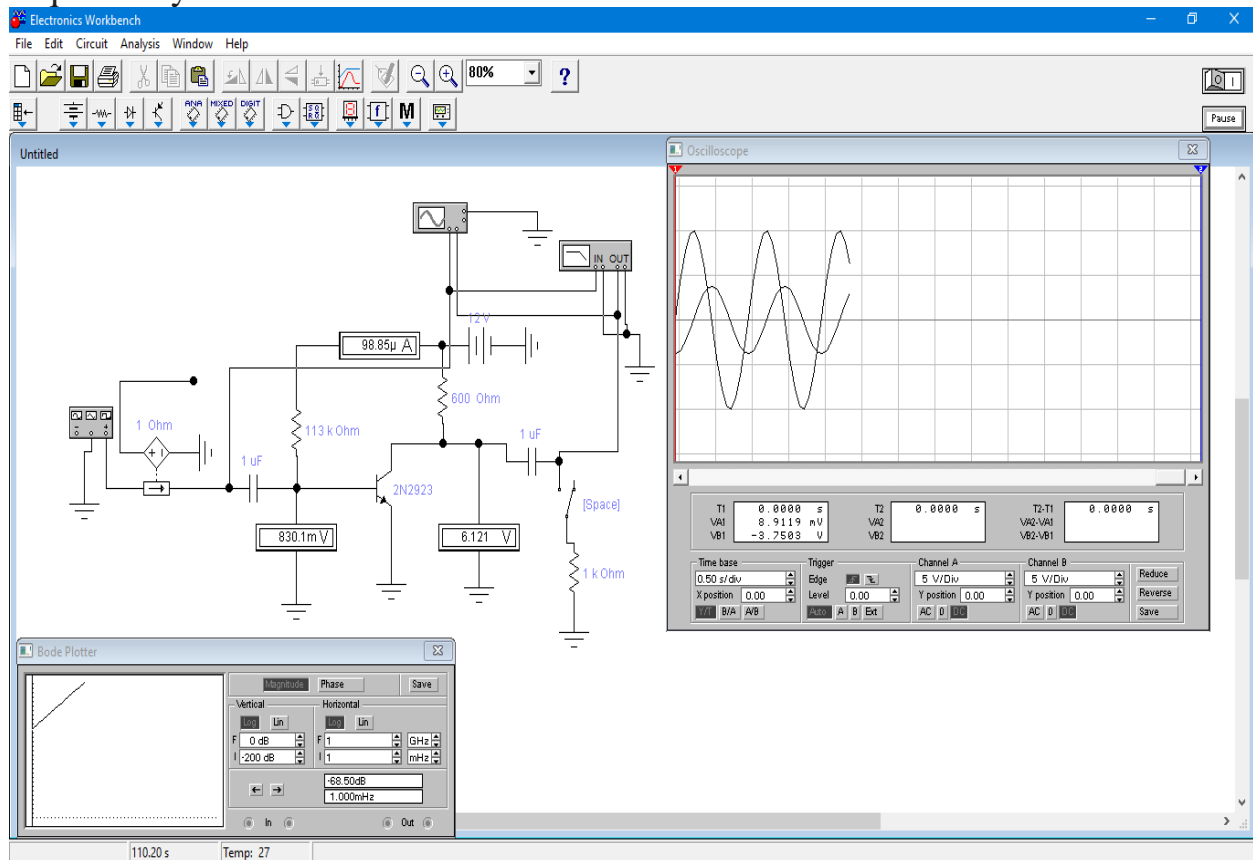 Electronics Workbench
File Edit Circuit Analysis Window Help
80%
?
ANA MIXED DIGIT
M
Pause
Untitled
IN OUT
12 V
98.85µ A
600 Ohm
1 Ohm
113 k Ohm
1 uF
1 uF
2N2923
[Space]
830.1m V
6.121 V
1 k Ohm
Oscilloscope
1
2
T1 0.0000 s
VA1 8.9119 mV
VB1 -3.7503 V
T2 0.0000 s
VA2
VB2
T2-T1 0.0000 s
VA2-VA1
VB2-VB1
Time base
0.50 s/div
X position 0.00
Y/T B/A A/B
Trigger
Edge
Level 0.00
Auto A B Ext
Channel A
5 V/Div
Y position 0.00
AC 0 DC
Channel B
5 V/Div
Y position 0.00
AC 0 DC
Reduce
Reverse
Save
Bode Plotter
Magnitude Phase Save
Vertical Horizontal
Log Lin Log Lin
F 0 dB F 1 GHz
I -200 dB I 1 mHz
-68.50dB
1.000mHz
In Out
110.20 s Temp: 27